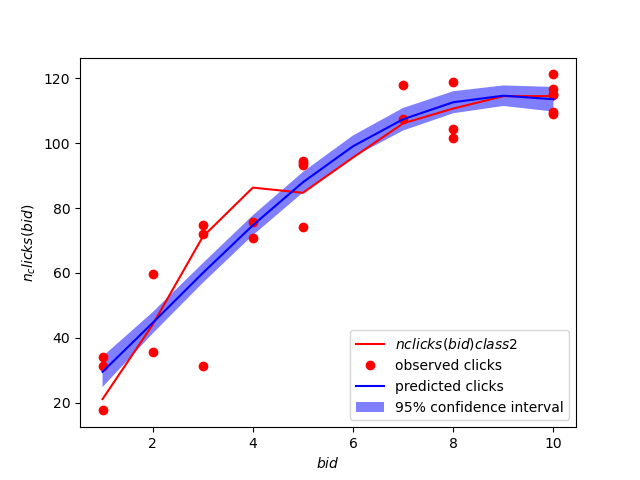 120
100
80
60
40
20
n_clicks(bid)
2
4
6
8
10
bid
nclicks(bid)class2
observed clicks
predicted clicks
95% confidence interval